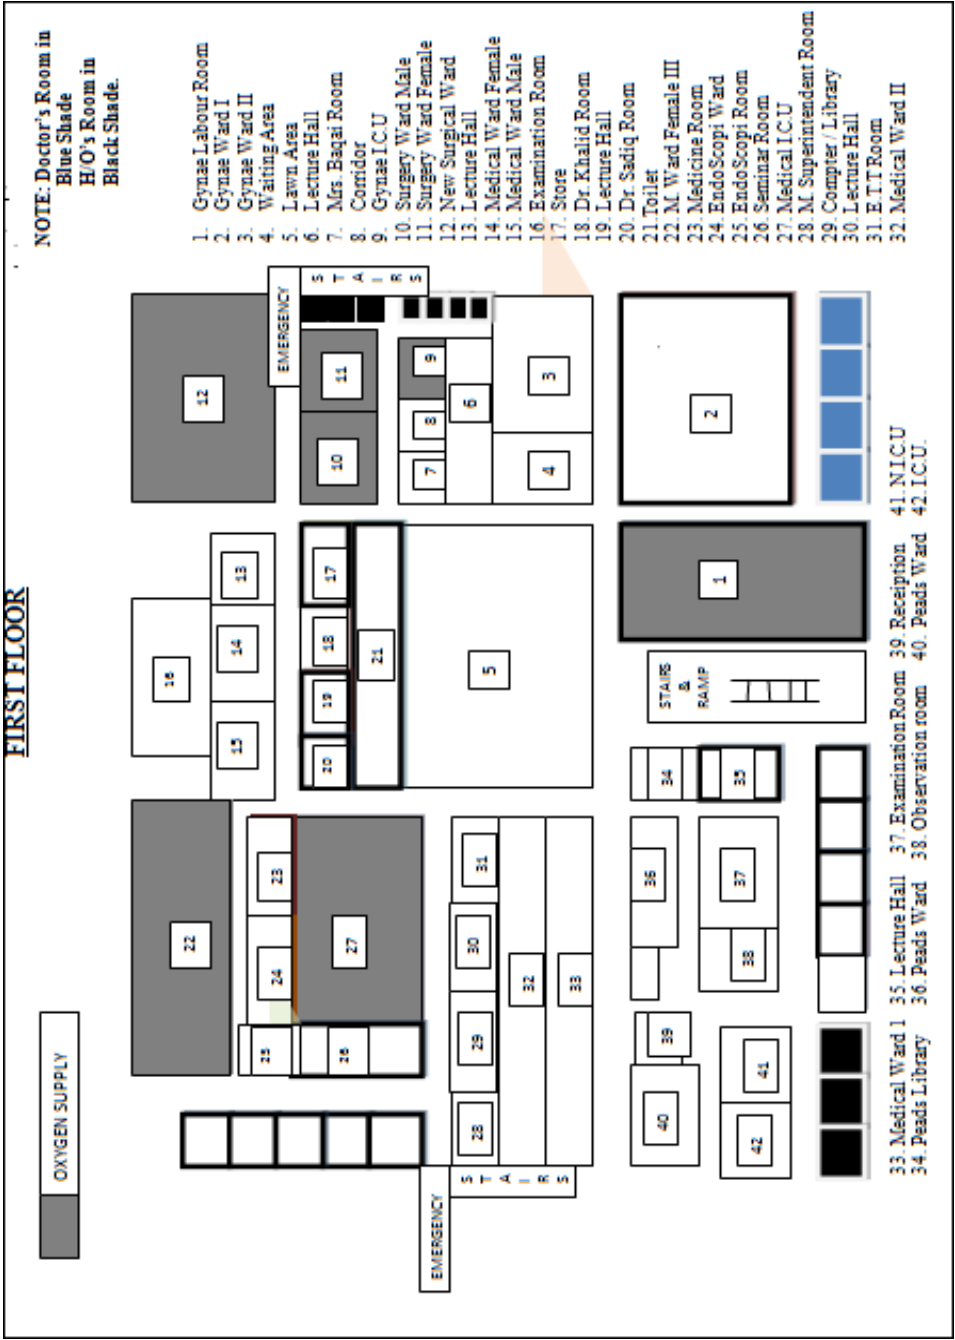 FIRST FLOOR
NOTE: Doctor's Room in
Blue Shade
H/O's Room in
Black Shade.
OXYGEN SUPPLY
1. Gynae Labour Room
2. Gynae Ward I
3. Gynae Ward II
4. Waiting Area
5. Lawn Area
6. Lecture Hall
7. Mrs. Baqai Room
8. Corridor
9. Gynae I.C.U
10. Surgery Ward Male
11. Surgery Ward Female
12. New Surgical Ward
13. Lecture Hall
14. Medical Ward Female
15. Medical Ward Male
16. Examination Room
17. Store
18. Dr. Khalid Room
19. Lecture Hall
20. Dr. Sadiq Room
21. Toilet
22. M. Ward Female III
23. Medicine Room
24. EndoScopi Ward
25. EndoScopi Room
26. Seminar Room
27. Medical I.C.U
28. M. Superintendent Room
29. Compter / Library
30. Lecture Hall
31. E.T.T Room
32. Medical Ward II
33. Medical Ward 1
34. Peads Library
35. Lecture Hall
36. Peads Ward
37. Examination Room
38. Observation room
39. Receiption
40. Peads Ward
41. N.I.C.U
42. I.C.U.
22
16
15
14
13
12
EMERGENCY
STAIRS
25
24
23
26
27
20
19
18
17
21
10
11
7
8
9
6
5
4
3
28
29
30
31
32
33
EMERGENCY
STAIRS
40
39
36
34
35
37
38
42
41
STAIRS
&
RAMP
1
2